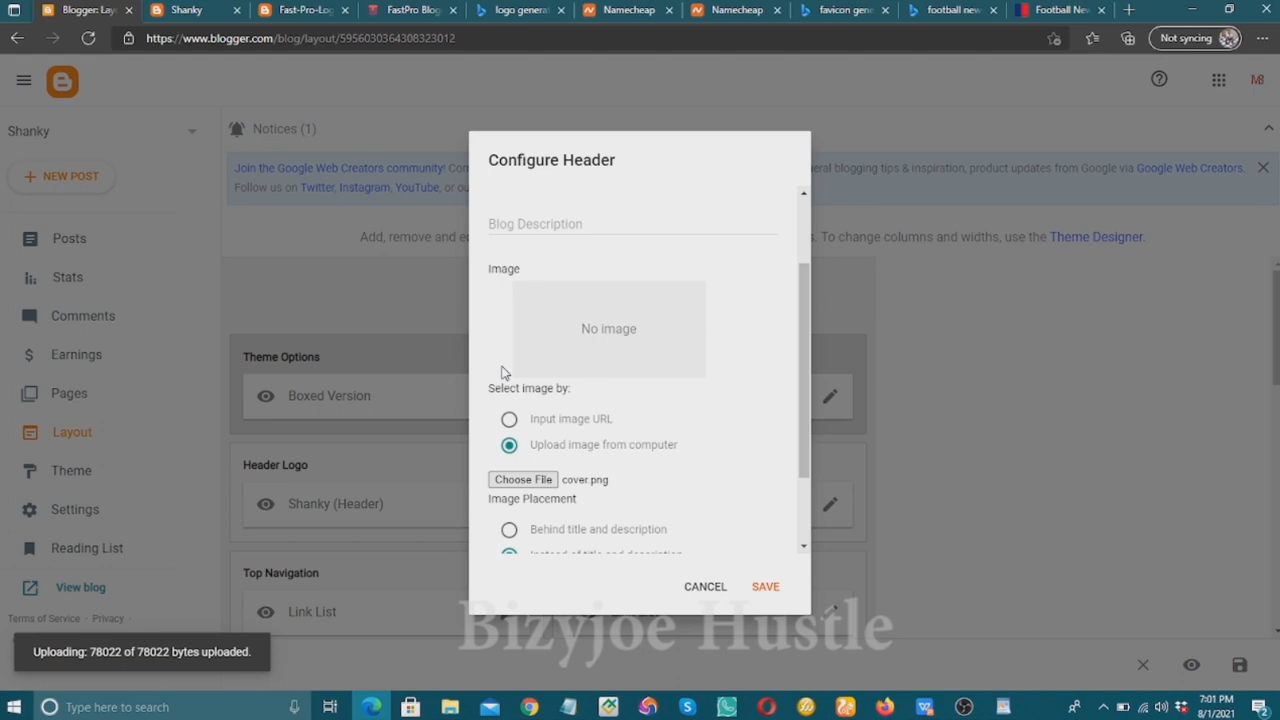 Blogger: Layou
Shanky
Fast-Pro-Log
FastPro Blog
logo general
Namecheap
Namecheap
favicon gene
football new
Football Ne
https://www.blogger.com/blog/layout/5956030364308323012
Not syncing
Shanky
Notices (1)
NEW POST
Join the Google Web Creators community! Con
eral blogging tips & inspiration, product updates from Google via Google Web Creators.
Follow us on Twitter, Instagram, YouTube, or ou
Add, remove and e
s. To change columns and widths, use the Theme Designer.
Posts
Stats
Comments
Earnings
Pages
Layout
Theme
Settings
Reading List
View blog
Terms of Service · Privacy ·
Uploading: 78022 of 78022 bytes uploaded.
Theme Options
Boxed Version
Header Logo
Shanky (Header)
Top Navigation
Link List
Configure Header
Blog Description
Image
No image
Select image by:
Input image URL
Upload image from computer
Choose File cover.png
Image Placement
Behind title and description
Instead of title and description
CANCEL
SAVE
Bizyjoe Hustle
Type here to search
7:01 PM
8/1/2021